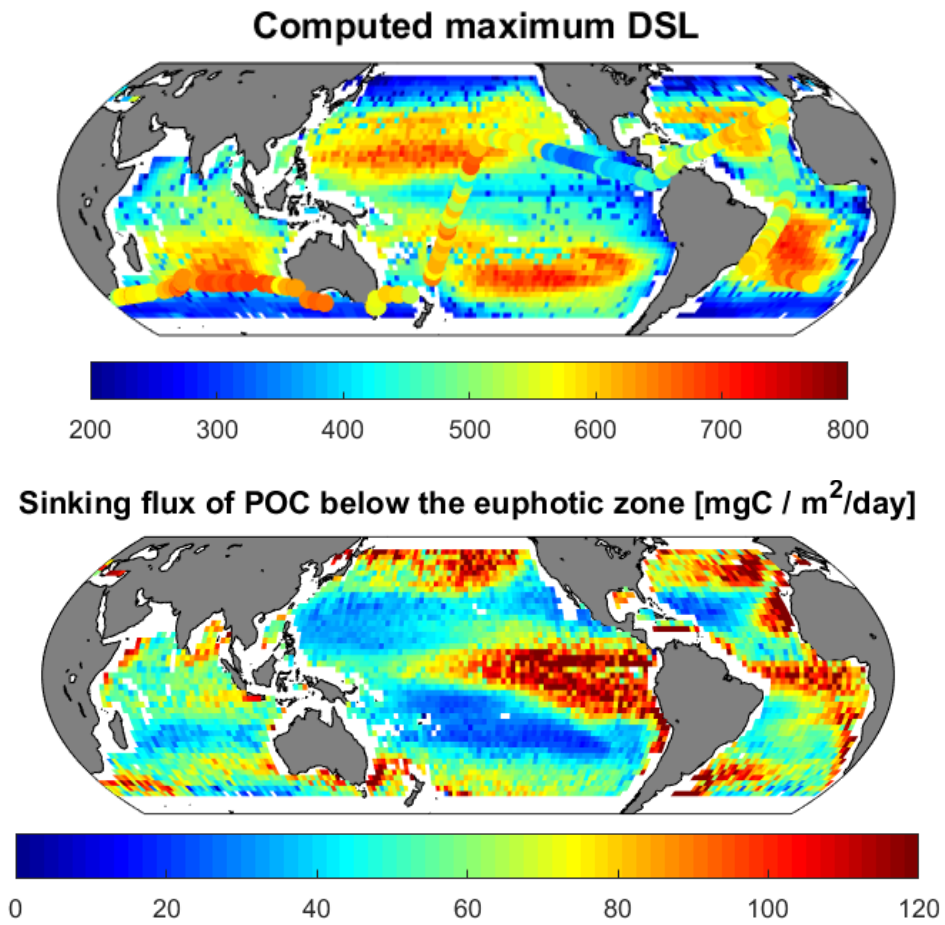 Computed maximum DSL
200 300 400 500 600 700 800
Sinking flux of POC below the euphotic zone [mgC / m2/day]
0 20 40 60 80 100 120